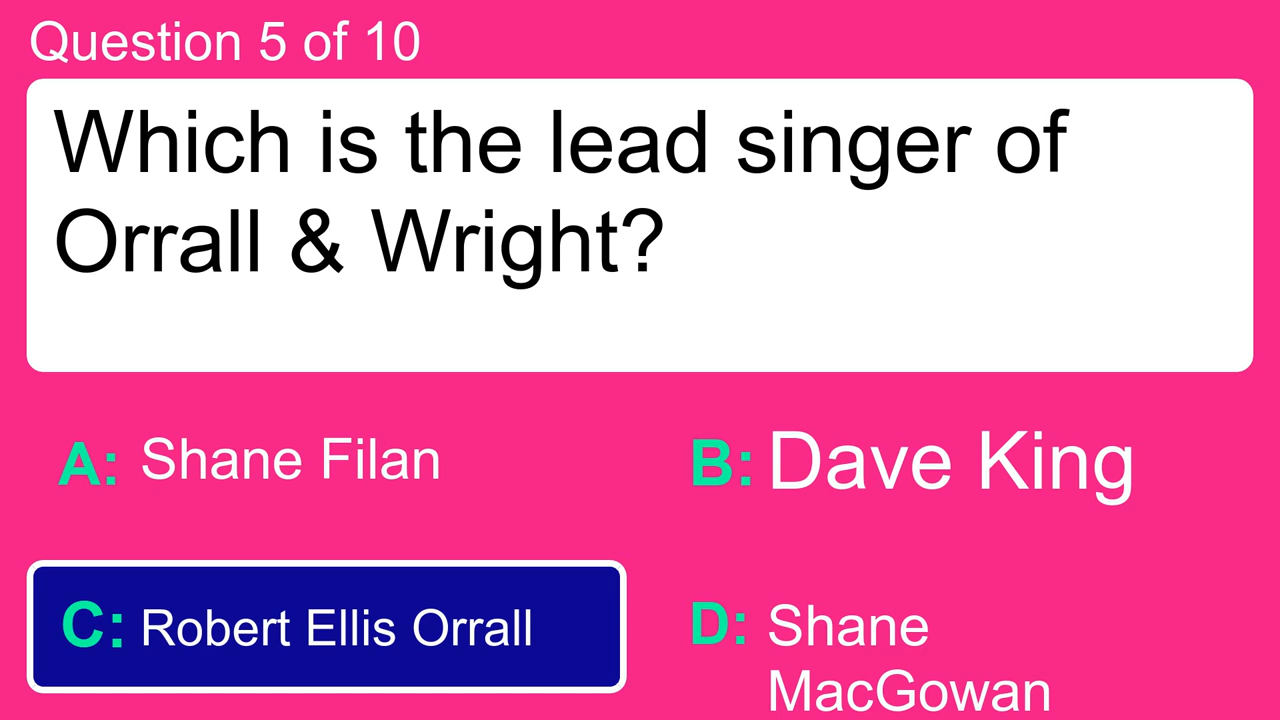 Question 5 of 10
Which is the lead singer of
Orrall & Wright?
A: Shane Filan
B: Dave King
C: Robert Ellis Orrall
D: Shane
MacGowan